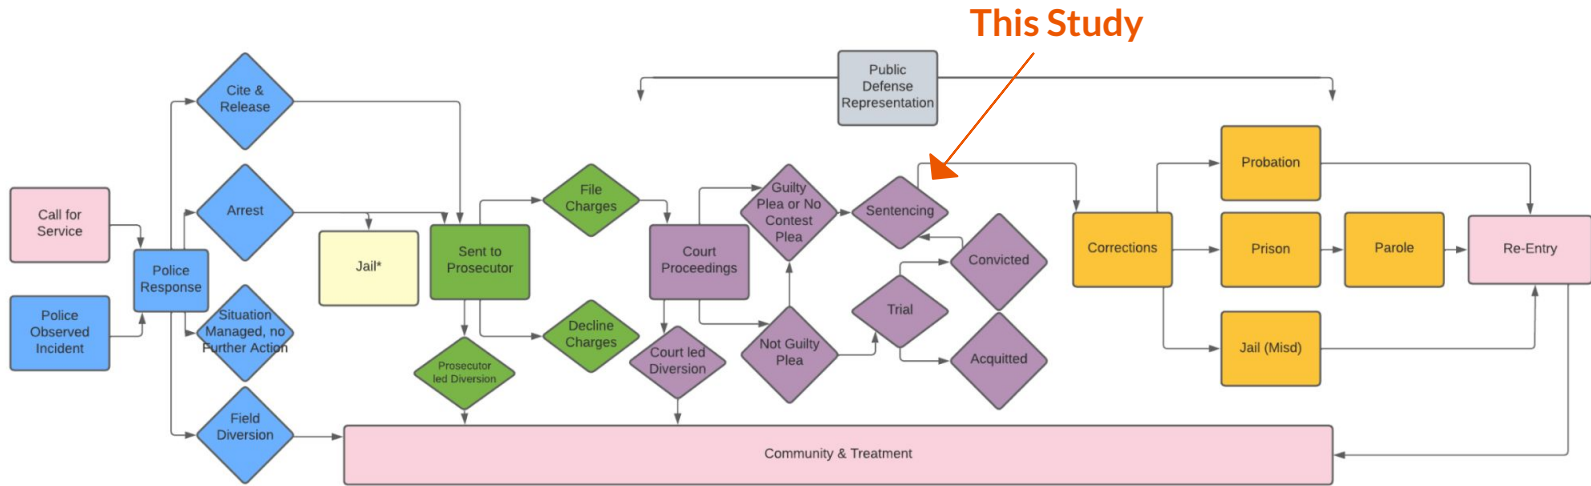 This Study
Public
Defense
Representation
Cite &
Release
Call for
Service
Arrest
Police
Response
Police
Observed
Incident
Situation
Managed, no
Further Action
Field
Diversion
Jail*
Sent to
Prosecutor
Prosecutor
led Diversion
File
Charges
Decline
Charges
Court
Proceedings
Court led
Diversion
Guilty
Plea or No
Contest
Plea
Not Guilty
Plea
Sentencing
Trial
Convicted
Acquitted
Corrections
Probation
Prison
Parole
Jail (Misd)
Re-Entry
Community & Treatment